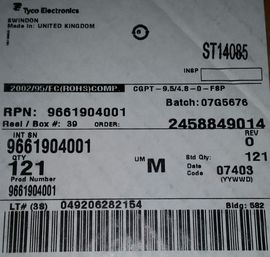 Tyco Electronics
SWINDON
Made in: UNITED KINGDOM
ST14085
INSP
2002/95/EC(ROHS)COMP CGPT-9.5/4.8-0-FSP
Batch: 07G5676
RPN: 9661904001
Reel / Box #: 39 ORDER: 2458849014
INT SN REV
9661904001 0
QTY UM Std Qty: 121
121 M Date Code 07403
Prod Number (YYWWD)
9661904001
LT# (3S) 049206282154 Bldg: 582